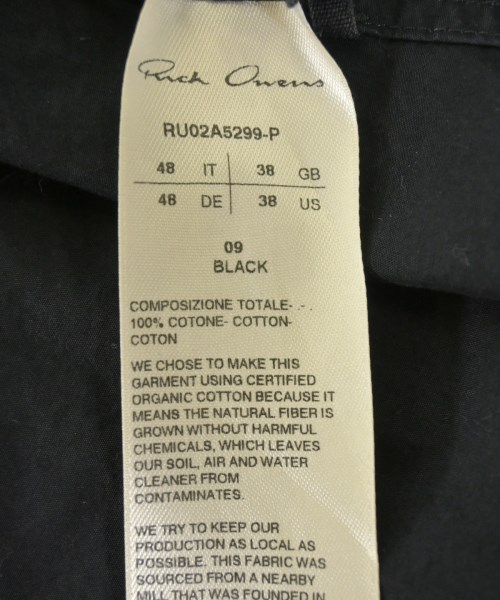 Rick Owens
RU02A5299-P
48 IT 38 GB
48 DE 38 US
09
BLACK
COMPOSIZIONE TOTALE- . - .
100% COTONE- COTTON-
COTON
WE CHOSE TO MAKE THIS
GARMENT USING CERTIFIED
ORGANIC COTTON BECAUSE IT
MEANS THE NATURAL FIBER IS
GROWN WITHOUT HARMFUL
CHEMICALS, WHICH LEAVES
OUR SOIL, AIR AND WATER
CLEANER FROM
CONTAMINATES.
WE TRY TO KEEP OUR
PRODUCTION AS LOCAL AS
POSSIBLE. THIS FABRIC WAS
SOURCED FROM A NEARBY
MILL THAT WAS FOUNDED IN